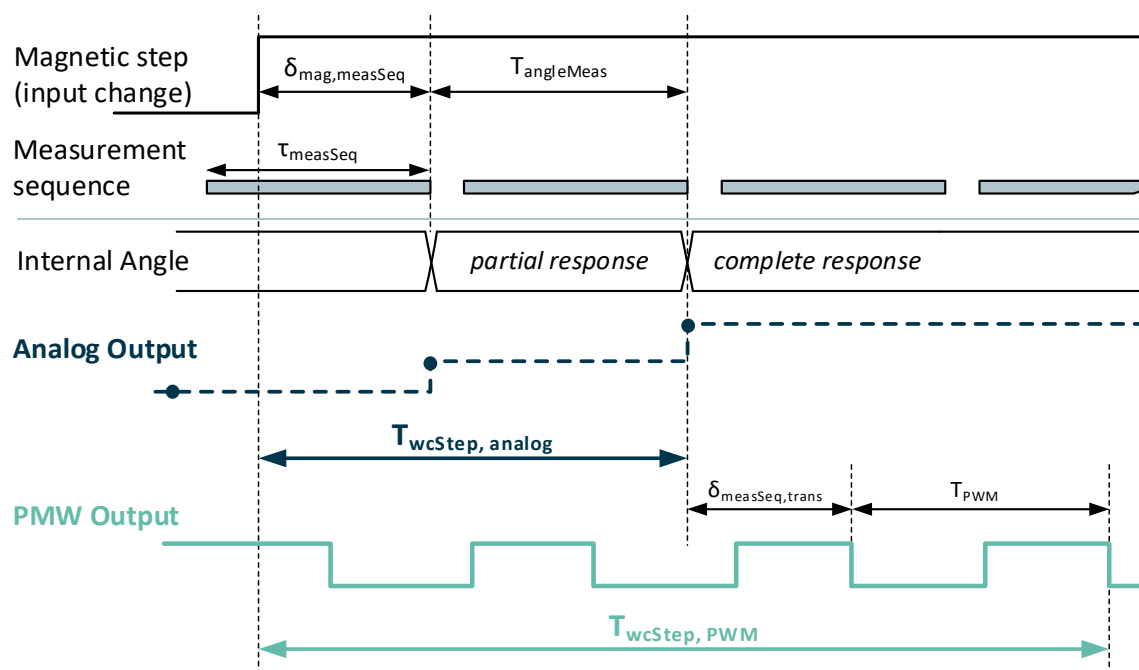 Magnetic step
(input change)
δmag,measSeq
TangleMeas
Measurement
sequence
τmeasSeq
Internal Angle
partial response
complete response
Analog Output
TwcStep, analog
δmeasSeq,trans
TPWM
PMW Output
TwcStep, PWM